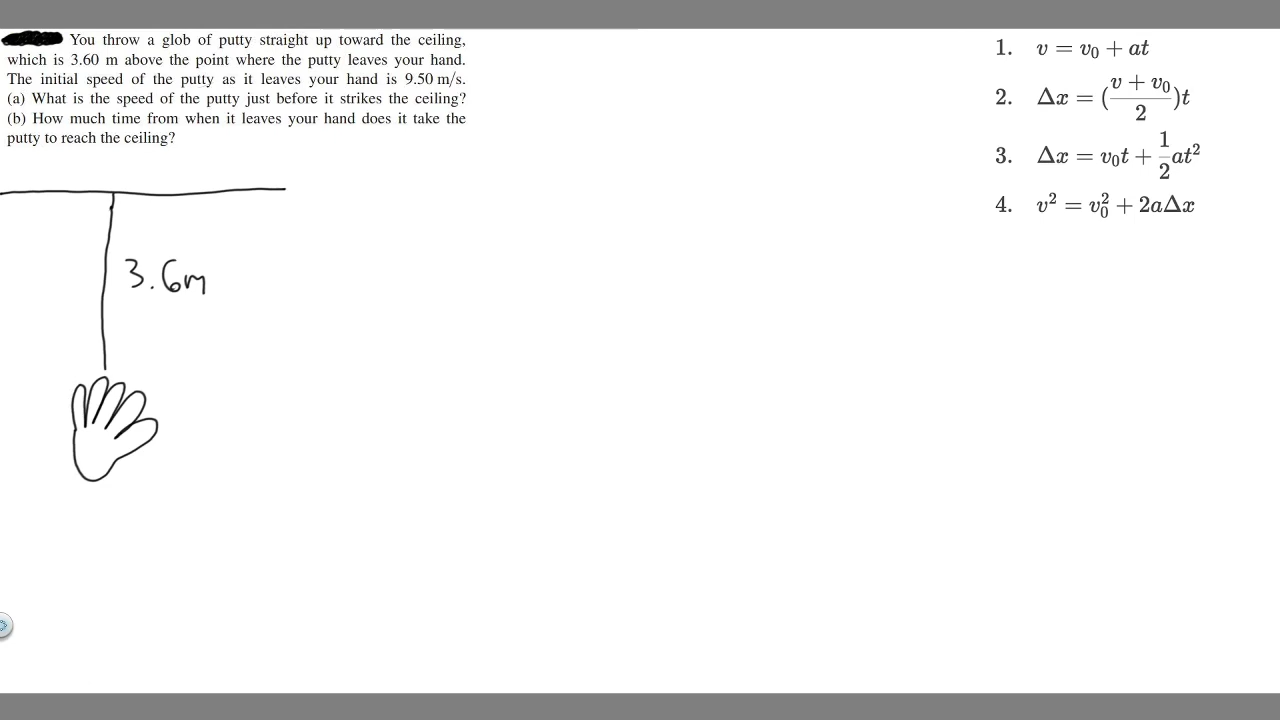 You throw a glob of putty straight up toward the ceiling,
which is 3.60 m above the point where the putty leaves your hand.
The initial speed of the putty as it leaves your hand is 9.50 m/s.
(a) What is the speed of the putty just before it strikes the ceiling?
(b) How much time from when it leaves your hand does it take the
putty to reach the ceiling?
3.6m
1. v = v₀ + at
2. Δx = (\frac{v + v₀}{2})t
3. Δx = v₀t + \frac{1}{2}at²
4. v² = v₀² + 2aΔx